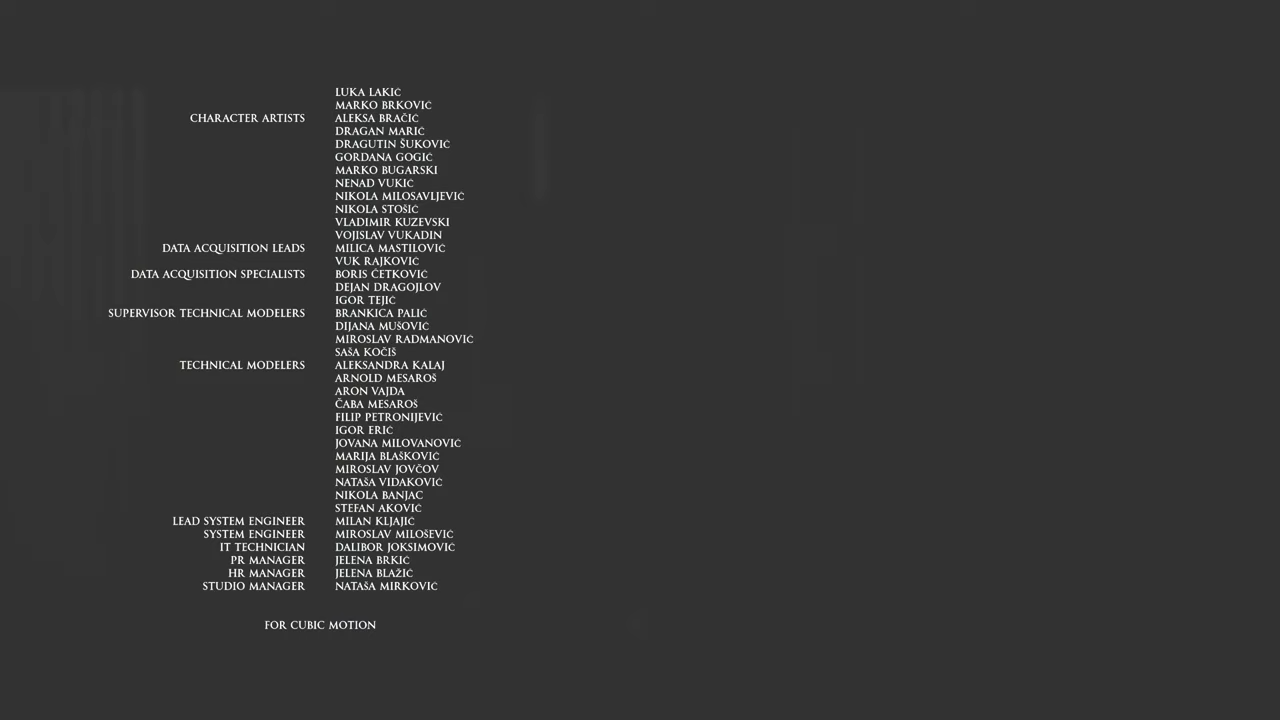 LUKA LAKIĆ
MARKO BRKOVIĆ
CHARACTER ARTISTS ALEKSA BRAČIĆ
DRAGAN MARIĆ
DRAGUTIN ŠUKOVIĆ
GORDANA GOGIĆ
MARKO BUGARSKI
NENAD VUKIĆ
NIKOLA MILOSAVLJEVIĆ
NIKOLA STOŠIĆ
VLADIMIR KUZEVSKI
VOJISLAV VUKADIN
DATA ACQUISITION LEADS MILICA MASTILOVIĆ
VUK RAJKOVIĆ
DATA ACQUISITION SPECIALISTS BORIS ĆETKOVIĆ
DEJAN DRAGOJLOV
IGOR TEJIĆ
SUPERVISOR TECHNICAL MODELERS BRANKICA PALIĆ
DIJANA MUŠOVIĆ
MIROSLAV RADMANOVIĆ
SAŠA KOČIŠ
TECHNICAL MODELERS ALEKSANDRA KALAJ
ARNOLD MESAROŠ
ARON VAJDA
ČABA MESAROŠ
FILIP PETRONIJEVIĆ
IGOR ERIĆ
JOVANA MILOVANOVIĆ
MARIJA BLAŠKOVIĆ
MIROSLAV JOVČOV
NATAŠA VIDAKOVIĆ
NIKOLA BANJAC
STEFAN AKOVIĆ
LEAD SYSTEM ENGINEER MILAN KLJAJIĆ
SYSTEM ENGINEER MIROSLAV MILOŠEVIĆ
IT TECHNICIAN DALIBOR JOKSIMOVIĆ
PR MANAGER JELENA BRKIĆ
HR MANAGER JELENA BLAŽIĆ
STUDIO MANAGER NATAŠA MIRKOVIĆ
FOR CUBIC MOTION